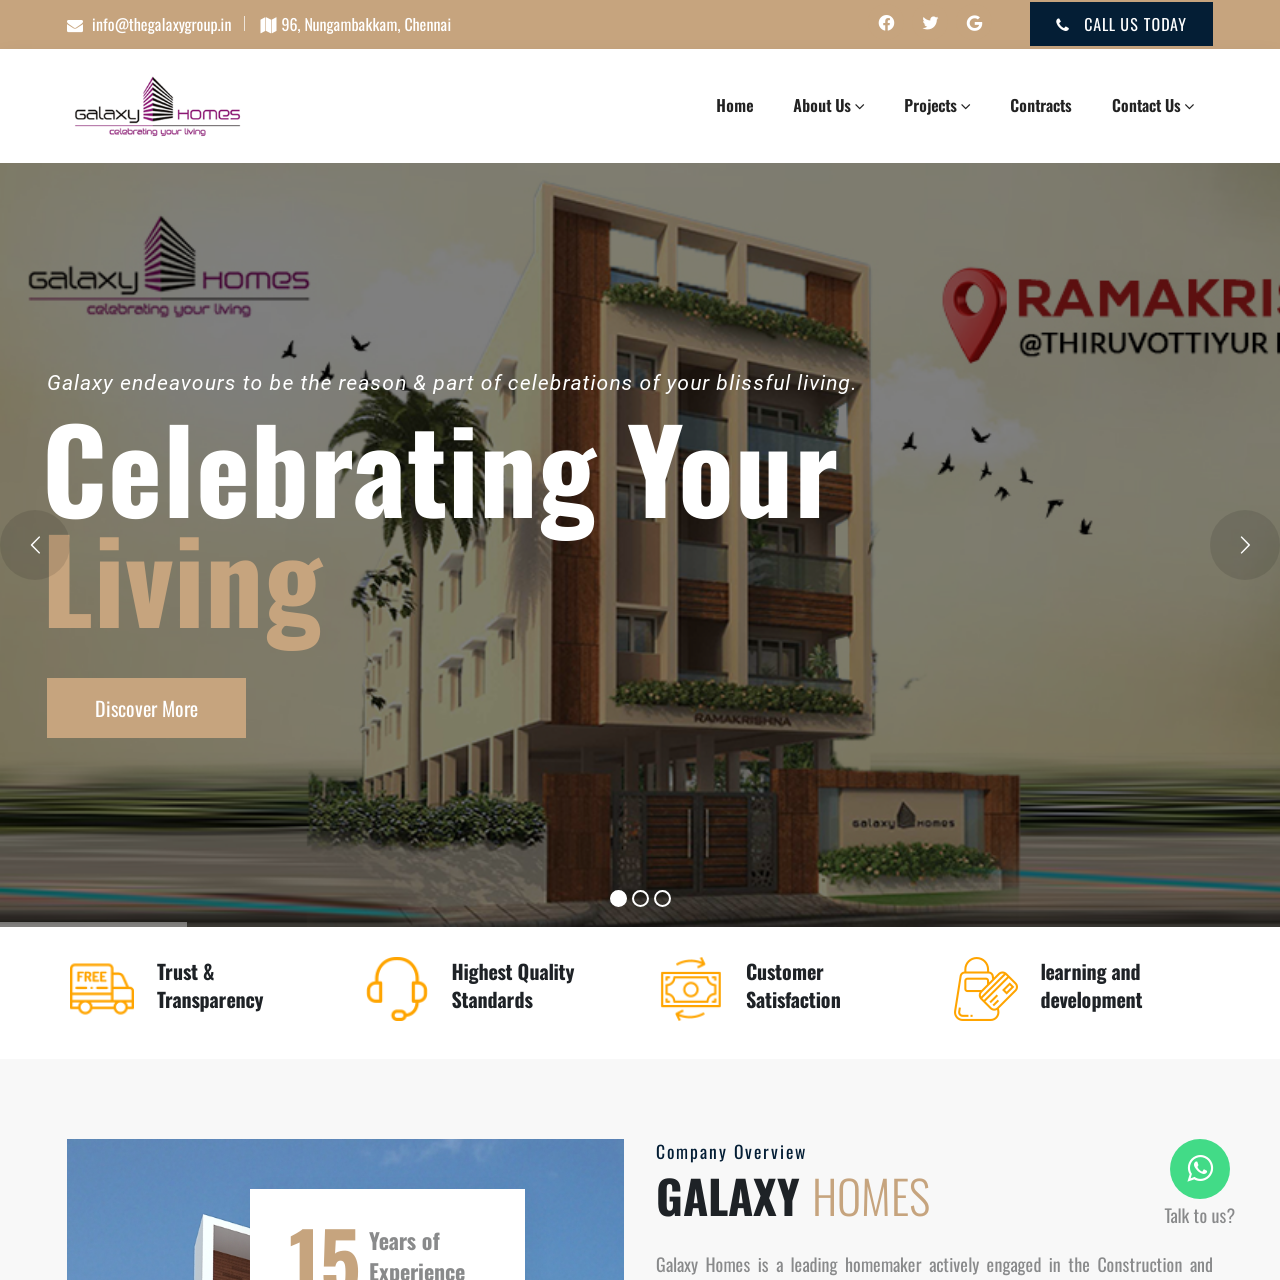 info@thegalaxygroup.in
96, Nungambakkam, Chennai
CALL US TODAY
Galaxy HOMES
celebrating your living
Home
About Us
Projects
Contracts
Contact Us
Galaxy HOMES
celebrating your living
@THIRUVOTTIYUR
Galaxy endeavours to be the reason & part of celebrations of your blissful living.
Celebrating Your
Living
Discover More
RAMAKRISHNA
Galaxy HOMES
FREE
Trust &
Transparency
Highest Quality
Standards
Customer
Satisfaction
learning and
development
Company Overview
GALAXY HOMES
Talk to us?
15 Years of
Experience
Galaxy Homes is a leading homemaker actively engaged in the Construction and